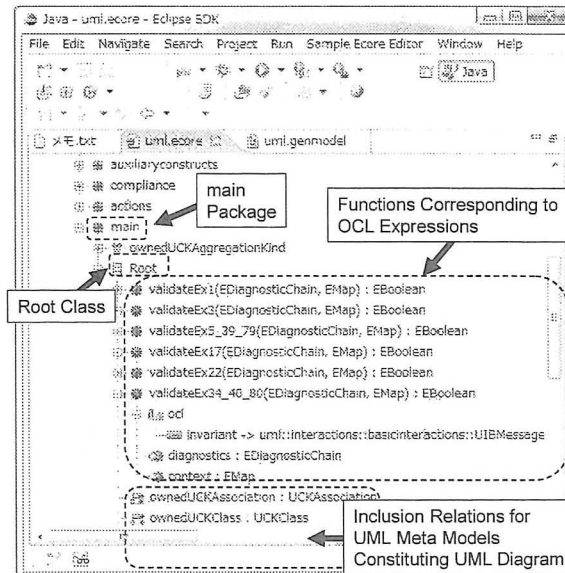 Java - uml.ecore - Eclipse SDK
File Edit Navigate Search Project Run Sample Ecore Editor Window Help
Java
メモ.txt uml.ecore uml.genmodel
auxiliaryconstructs
compliance
actions
main
main
Package
Functions Corresponding to
OCL Expressions
ownedUCKAggregationKind
Root
Root Class
validateEx1(EDiagnosticChain, EMap) : EBoolean
validateEx3(EDiagnosticChain, EMap) : EBoolean
validateEx5_39_79(EDiagnosticChain, EMap) : EBoolean
validateEx17(EDiagnosticChain, EMap) : EBoolean
validateEx22(EDiagnosticChain, EMap) : EBoolean
validateEx34_40_80(EDiagnosticChain, EMap) : EBoolean
ocl
invariant -> uml::interactions::basicinteractions::UIBMessage
diagnostics : EDiagnosticChain
context : EMap
ownedUCKAssociation : UCKAssociation
ownedUCKClass : UCKClass
Inclusion Relations for
UML Meta Models
Constituting UML Diagram